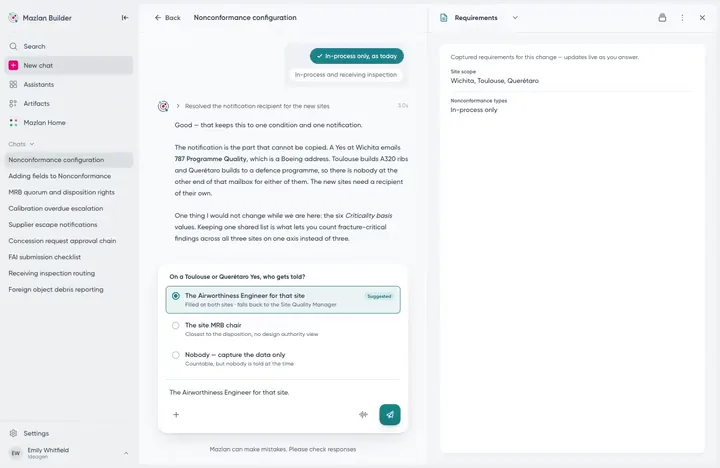 Mazlan Builder
Search
New chat
Assistants
Artifacts
Mazlan Home
Chats
Nonconformance configuration
Adding fields to Nonconformance
MRB quorum and disposition rights
Calibration overdue escalation
Supplier escape notifications
Concession request approval chain
FAI submission checklist
Receiving inspection routing
Foreign object debris reporting
Settings
EW
Emily Whitfield
Ideagen
Back
Nonconformance configuration
In-process only, as today
In-process and receiving inspection
Resolved the notification recipient for the new sites
3.0s
Good — that keeps this to one condition and one notification.
The notification is the part that cannot be copied. A Yes at Wichita emails
787 Programme Quality, which is a Boeing address. Toulouse builds A320 ribs
and Querétaro builds to a defence programme, so there is nobody at the
other end of that mailbox for either of them. The new sites need a recipient
of their own.
One thing I would not change while we are here: the six Criticality basis
values. Keeping one shared list is what lets you count fracture-critical
findings across all three sites on one axis instead of three.
On a Toulouse or Querétaro Yes, who gets told?
The Airworthiness Engineer for that site
Suggested
Filled at both sites · falls back to the Site Quality Manager
The site MRB chair
Closest to the disposition, no design authority view
Nobody — capture the data only
Countable, but nobody is told at the time
The Airworthiness Engineer for that site.
Mazlan can make mistakes. Please check responses
Requirements
Captured requirements for this change — updates live as you answer.
Site scope
Wichita, Toulouse, Querétaro
Nonconformance types
In-process only